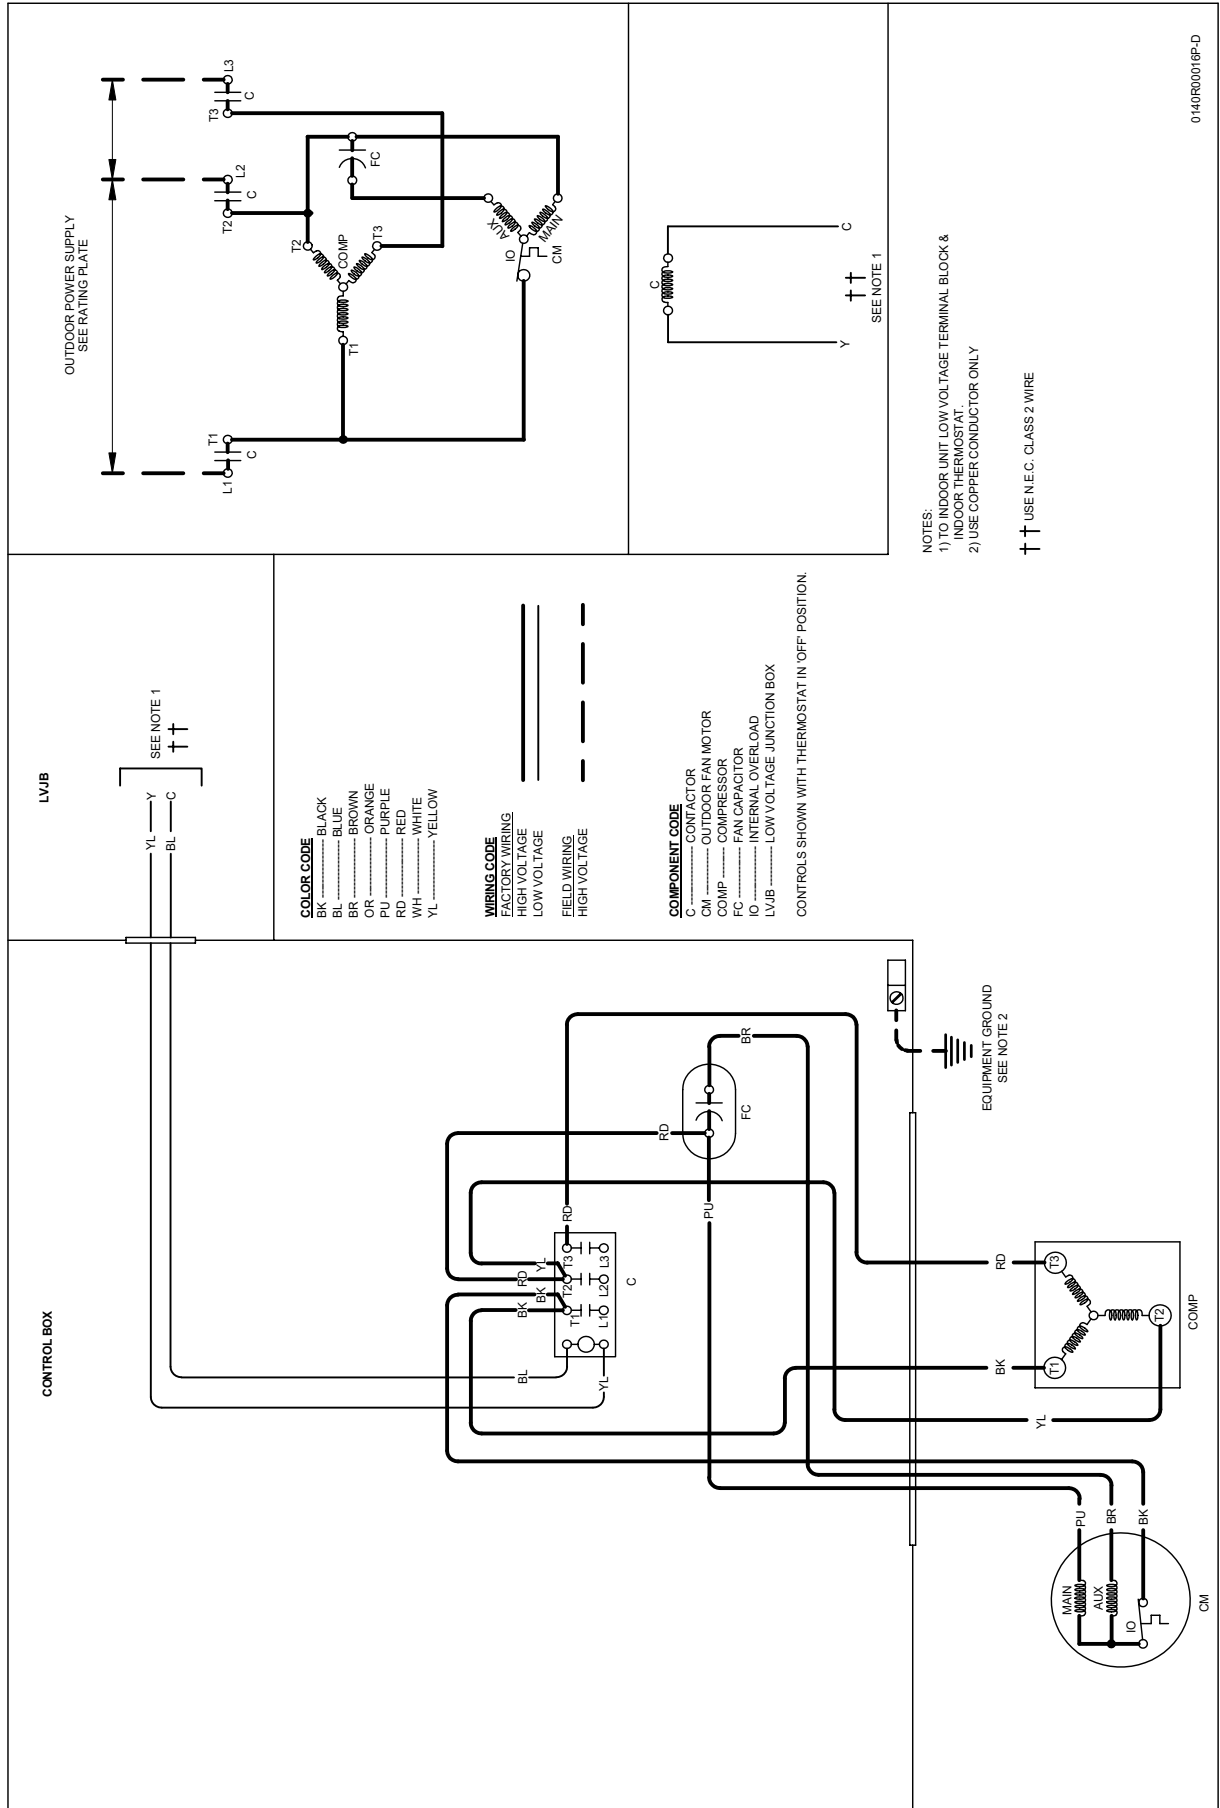 CONTROL BOX
LVJB
YL
Y
BL
C
SEE NOTE 1
††
BL
YL
BK
BK
RD
YL
RD
T1
T2
T3
L1
L2
L3
C
RD
PU
FC
BR
PU
BR
BK
MAIN
AUX
IO
CM
BK
YL
RD
T1
T2
T3
COMP
EQUIPMENT GROUND
SEE NOTE 2
COLOR CODE
BK ---------- BLACK
BL ---------- BLUE
BR ---------- BROWN
OR ---------- ORANGE
PU ---------- PURPLE
RD ---------- RED
WH ---------- WHITE
YL ---------- YELLOW
WIRING CODE
FACTORY WIRING
HIGH VOLTAGE
LOW VOLTAGE
FIELD WIRING
HIGH VOLTAGE
COMPONENT CODE
C ---------- CONTACTOR
CM ---------- OUTDOOR FAN MOTOR
COMP ---------- COMPRESSOR
FC ---------- FAN CAPACITOR
IO ---------- INTERNAL OVERLOAD
LVJB ---------- LOW VOLTAGE JUNCTION BOX
CONTROLS SHOWN WITH THERMOSTAT IN 'OFF' POSITION.
OUTDOOR POWER SUPPLY
SEE RATING PLATE
L1
T1
C
T2
L2
C
T3
L3
C
T1
T2
COMP
T3
FC
AUX
IO
MAIN
CM
C
Y
C
††
SEE NOTE 1
NOTES:
1) TO INDOOR UNIT LOW VOLTAGE TERMINAL BLOCK &
INDOOR THERMOSTAT.
2) USE COPPER CONDUCTOR ONLY
†† USE N.E.C. CLASS 2 WIRE
0140R00016P-D